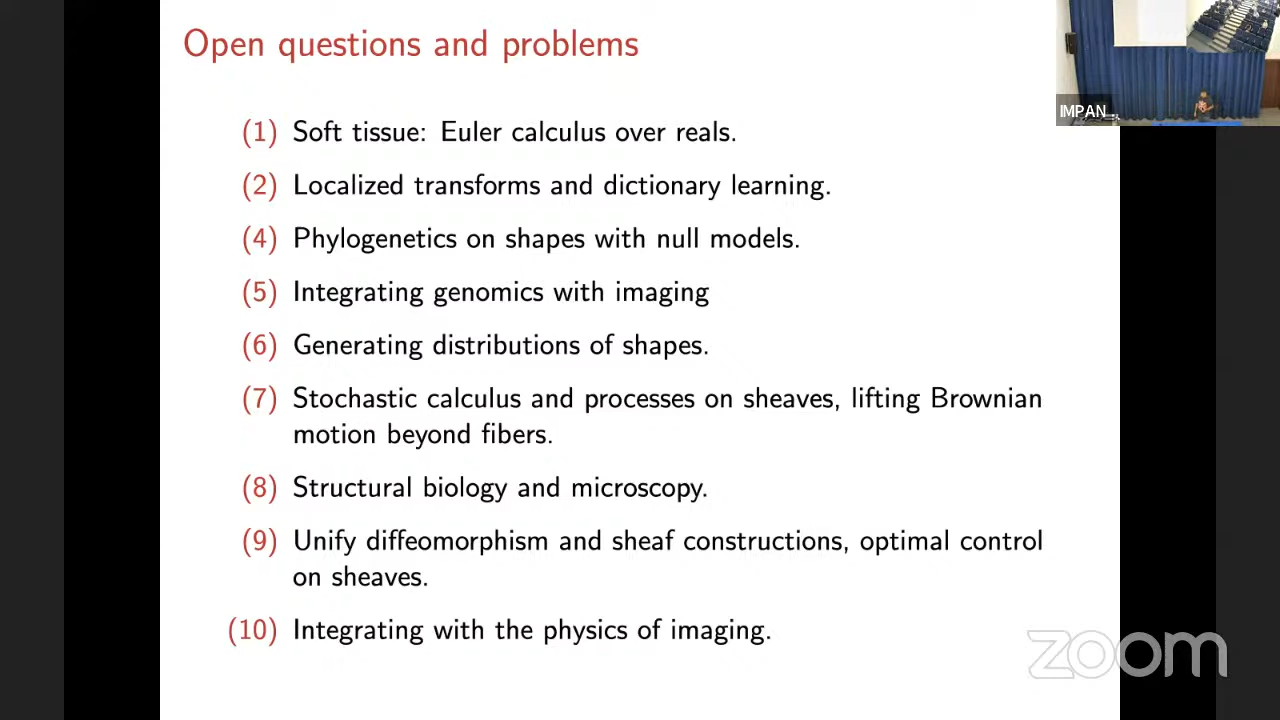 Open questions and problems
IMPAN ...
(1) Soft tissue: Euler calculus over reals.
(2) Localized transforms and dictionary learning.
(4) Phylogenetics on shapes with null models.
(5) Integrating genomics with imaging
(6) Generating distributions of shapes.
(7) Stochastic calculus and processes on sheaves, lifting Brownian
motion beyond fibers.
(8) Structural biology and microscopy.
(9) Unify diffeomorphism and sheaf constructions, optimal control
on sheaves.
(10) Integrating with the physics of imaging.
zoom